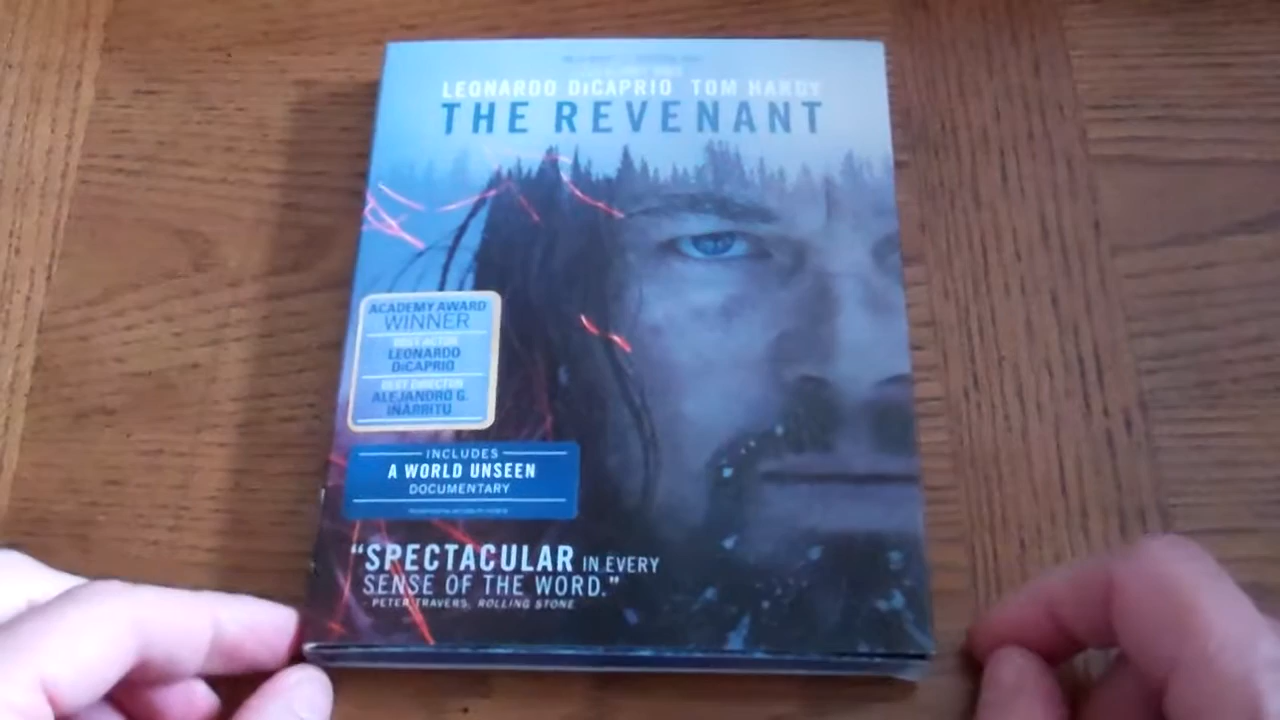 LEONARDO DiCAPRIO TOM HARDY
THE REVENANT
ACADEMY AWARD
WINNER
BEST ACTOR
LEONARDO
DiCAPRIO
BEST DIRECTOR
ALEJANDRO G.
IÑÁRRITU
INCLUDES
A WORLD UNSEEN
DOCUMENTARY
“SPECTACULAR IN EVERY
SENSE OF THE WORD.”
PETER TRAVERS, ROLLING STONE